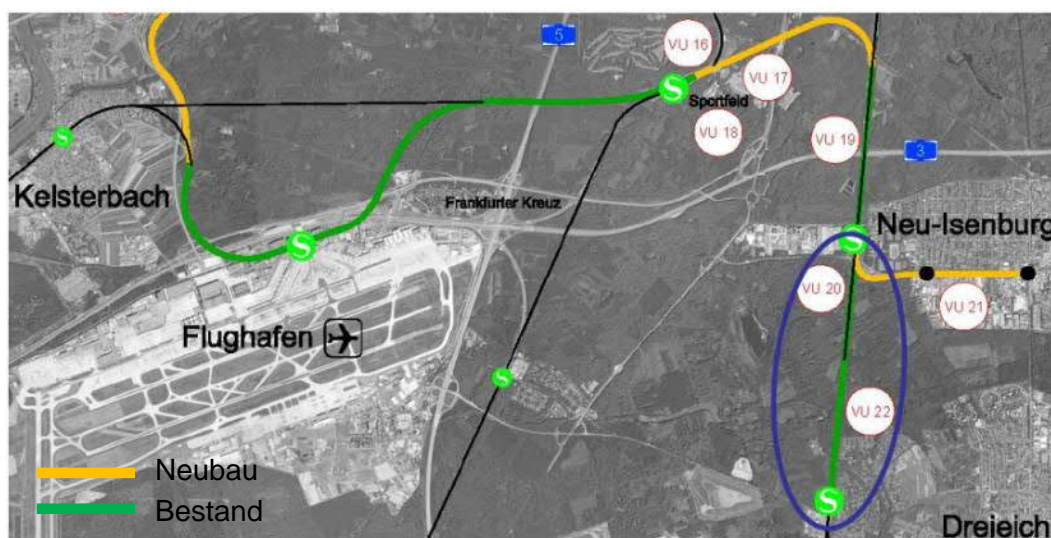 5
VU 16
VU 17
S
Sportfeld
VU 18
VU 19
3
S
Kelsterbach
Frankfurter Kreuz
S
Neu-Isenburg
S
VU 20
VU 21
Flughafen
S
VU 22
Neubau
Bestand
S
Dreieich